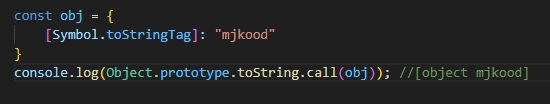 const obj = {
    [Symbol.toStringTag]: "mjkood"
}
console.log(Object.prototype.toString.call(obj)); //[object mjkood]